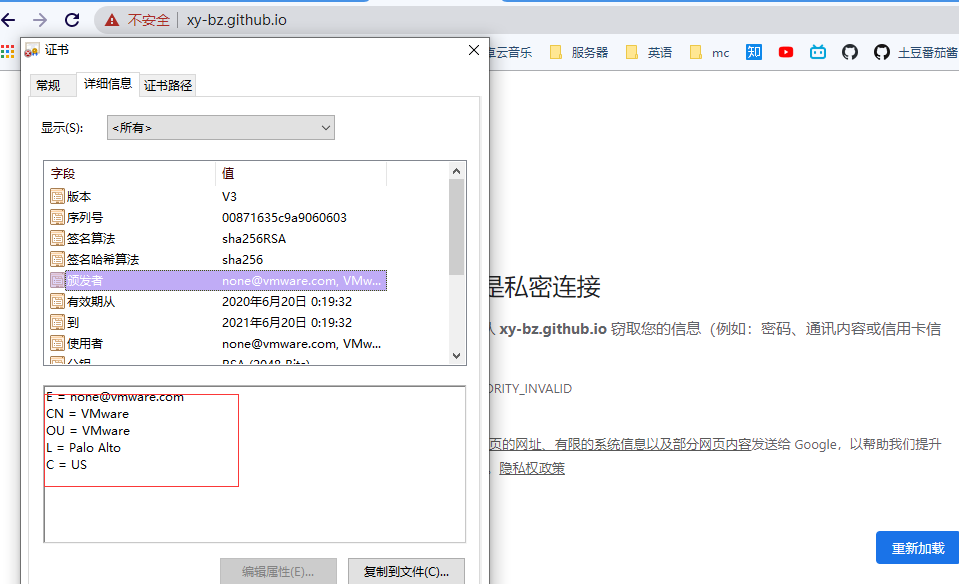 不安全 xy-bz.github.io
证书
云音乐 服务器 英语 mc 知 土豆番茄酱
常规 详细信息 证书路径
显示(S): <所有>
字段 值
版本 V3
序列号 00871635c9a9060603
签名算法 sha256RSA
签名哈希算法 sha256
颁发者 none@vmware.com, VMw...
有效期从 2020年6月20日 0:19:32
到 2021年6月20日 0:19:32
使用者 none@vmware.com, VMw...
公钥 RSA (2048 Bits)
E = none@vmware.com
CN = VMware
OU = VMware
L = Palo Alto
C = US
编辑属性(E)... 复制到文件(C)...
是私密连接
人 xy-bz.github.io 窃取您的信息（例如：密码、通讯内容或信用卡信
ORITY_INVALID
页的网址、有限的系统信息以及部分网页内容发送给 Google，以帮助我们提升
。隐私权政策
重新加载